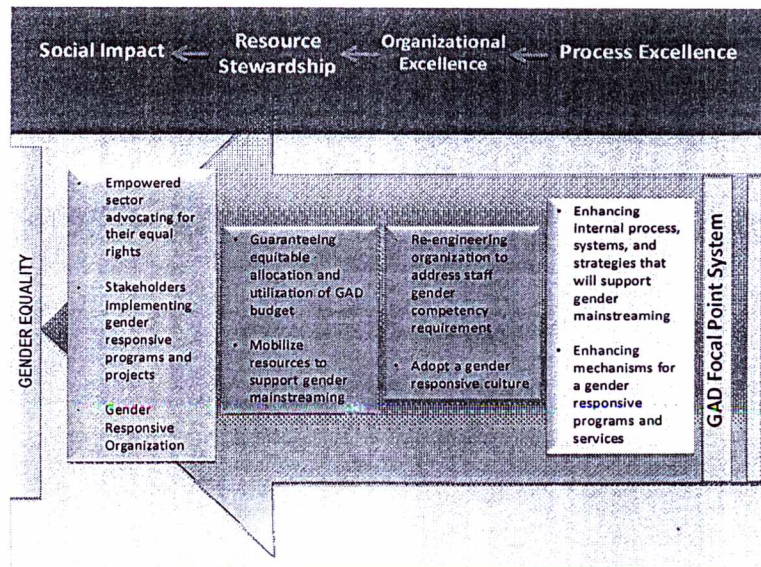 Social Impact
Resource
Stewardship
Organizational
Excellence
Process Excellence
GENDER EQUALITY
• Empowered
sector
advocating for
their equal
rights
• Stakeholders
implementing
gender
responsive
programs and
projects
• Gender
Responsive
Organization
• Guaranteeing
equitable
allocation and
utilization of GAD
budget
• Mobilize
resources to
support gender
mainstreaming
• Re-engineering
organization to
address staff
gender
competency
requirement
• Adopt a gender
responsive culture
• Enhancing
internal process,
systems, and
strategies that
will support
gender
mainstreaming
• Enhancing
mechanisms for
a gender
responsive
programs and
services
GAD Focal Point System